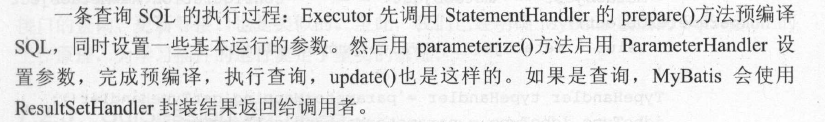 一条查询 SQL 的执行过程：Executor 先调用 StatementHandler 的 prepare()方法预编译
SQL，同时设置一些基本运行的参数。然后用 parameterize()方法启用 ParameterHandler 设
置参数，完成预编译，执行查询，update()也是这样的。如果是查询，MyBatis 会使用
ResultSetHandler 封装结果返回给调用者。